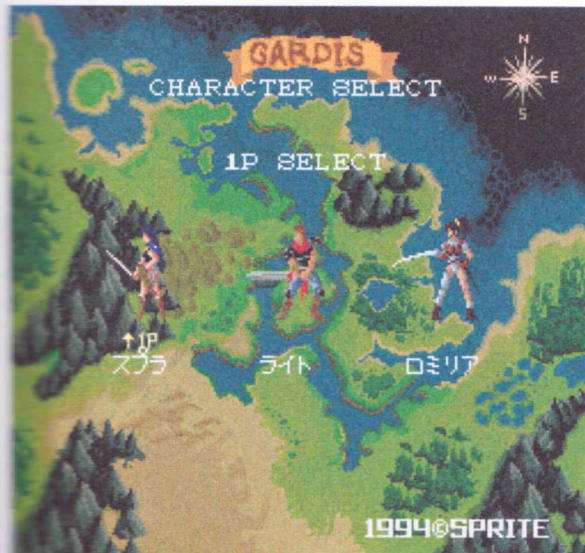 GARDIS
CHARACTER SELECT
N
W E
S
1P SELECT
↑1P
スプラ ライト ロミリア
1994©SPRITE